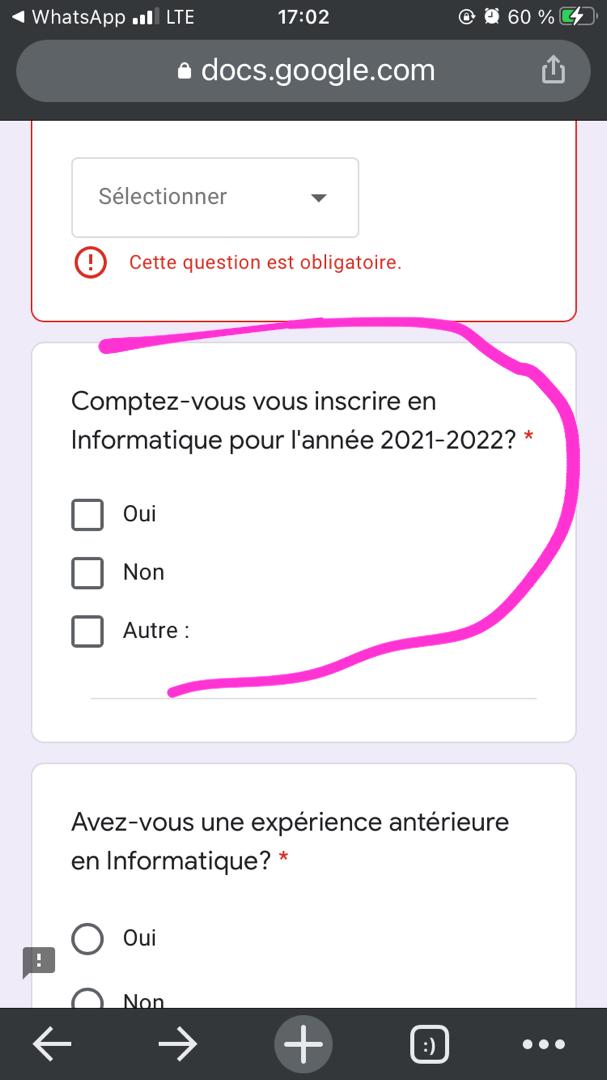 WhatsApp LTE 17:02 60 %
docs.google.com
Sélectionner
Cette question est obligatoire.
Comptez-vous vous inscrire en
Informatique pour l'année 2021-2022? *
Oui
Non
Autre :
Avez-vous une expérience antérieure
en Informatique? *
Oui
Non
:)